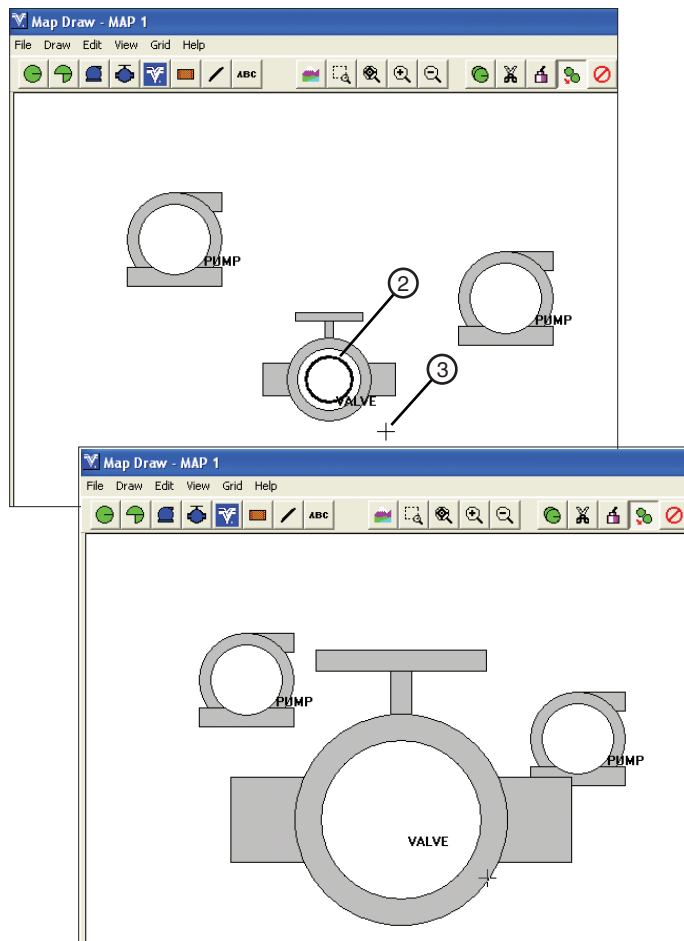 Map Draw - MAP 1
File Draw Edit View Grid Help
ABC
PUMP
2
PUMP
3
VALVE
Map Draw - MAP 1
File Draw Edit View Grid Help
ABC
PUMP
PUMP
VALVE